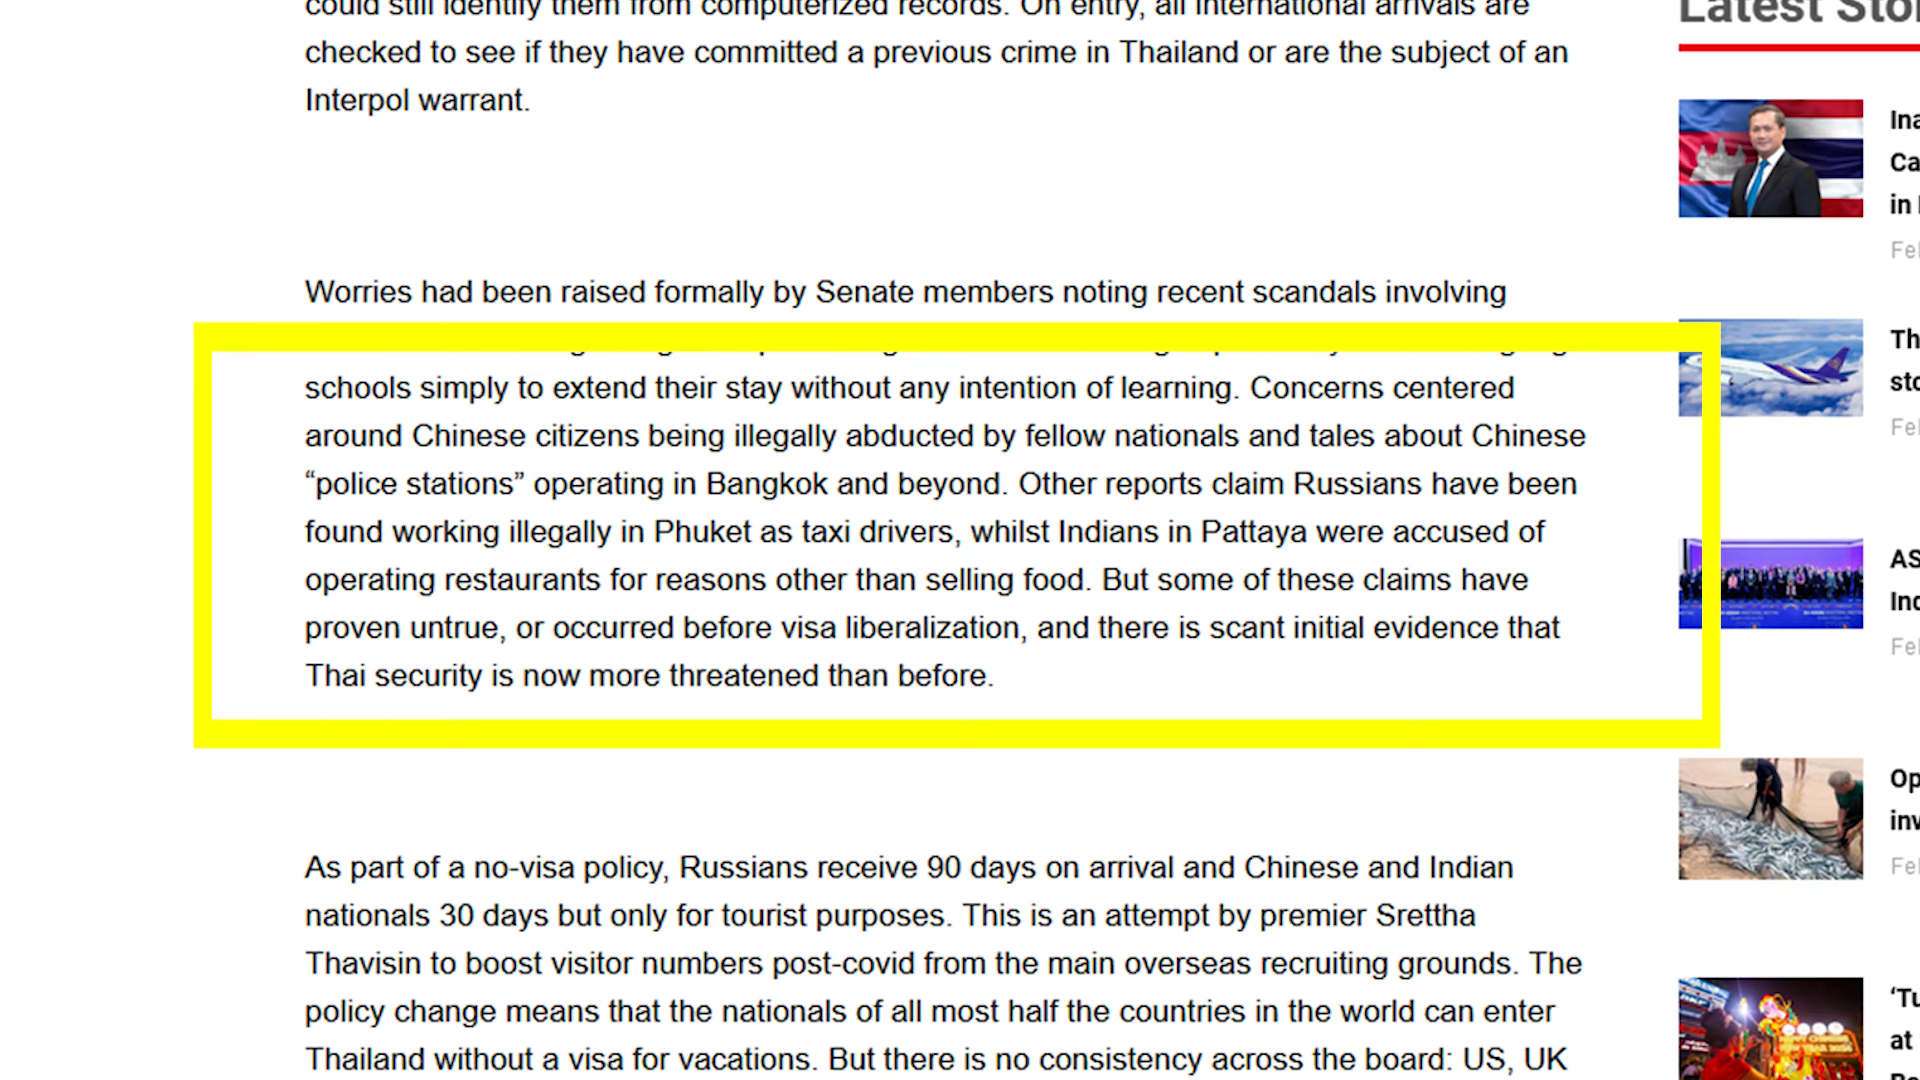 could still identify them from computerized records. On entry, all international arrivals are
checked to see if they have committed a previous crime in Thailand or are the subject of an
Interpol warrant.
Worries had been raised formally by Senate members noting recent scandals involving
schools simply to extend their stay without any intention of learning. Concerns centered
around Chinese citizens being illegally abducted by fellow nationals and tales about Chinese
“police stations” operating in Bangkok and beyond. Other reports claim Russians have been
found working illegally in Phuket as taxi drivers, whilst Indians in Pattaya were accused of
operating restaurants for reasons other than selling food. But some of these claims have
proven untrue, or occurred before visa liberalization, and there is scant initial evidence that
Thai security is now more threatened than before.
As part of a no-visa policy, Russians receive 90 days on arrival and Chinese and Indian
nationals 30 days but only for tourist purposes. This is an attempt by premier Srettha
Thavisin to boost visitor numbers post-covid from the main overseas recruiting grounds. The
policy change means that the nationals of all most half the countries in the world can enter
Thailand without a visa for vacations. But there is no consistency across the board: US, UK
Latest
in
at